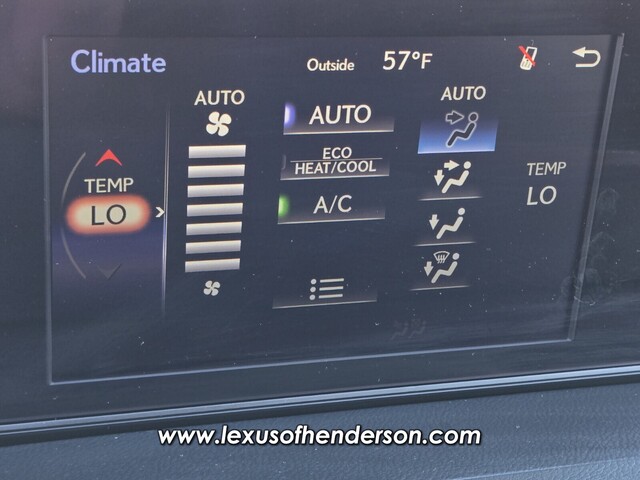 Climate
Outside 57°F
AUTO
AUTO
AUTO
ECO
HEAT/COOL
A/C
TEMP
LO
TEMP
LO
www.lexusofhenderson.com